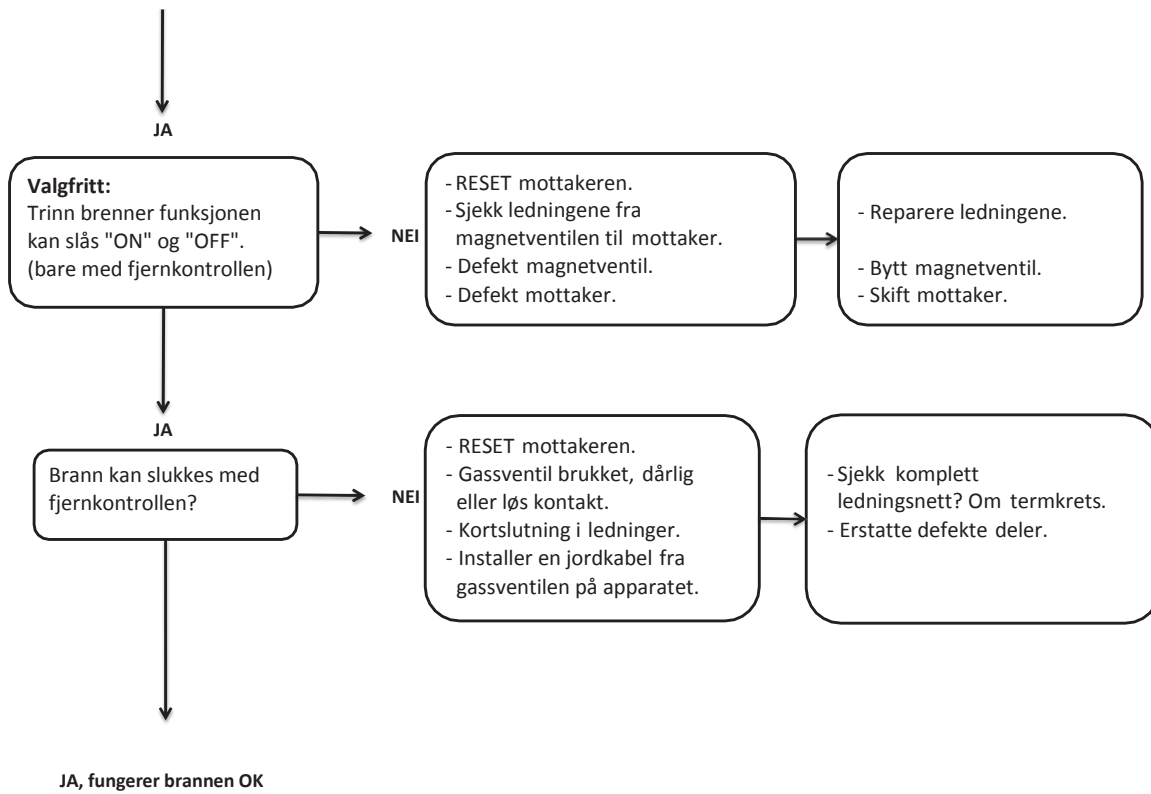 JA
Valgfritt:
Trinn brenner funksjonen
kan slås "ON" og "OFF".
(bare med fjernkontrollen)
NEI
- RESET mottakeren.
- Sjekk ledningene fra
magnetventilen til mottaker.
- Defekt magnetventil.
- Defekt mottaker.
- Reparere ledningene.
- Bytt magnetventil.
- Skift mottaker.
JA
Brann kan slukkes med
fjernkontrollen?
NEI
- RESET mottakeren.
- Gassventil brukket, dårlig
eller løs kontakt.
- Kortslutning i ledninger.
- Installer en jordkabel fra
gassventilen på apparatet.
- Sjekk komplett
ledningsnett? Om termkrets.
- Erstatte defekte deler.
JA, fungerer brannen OK